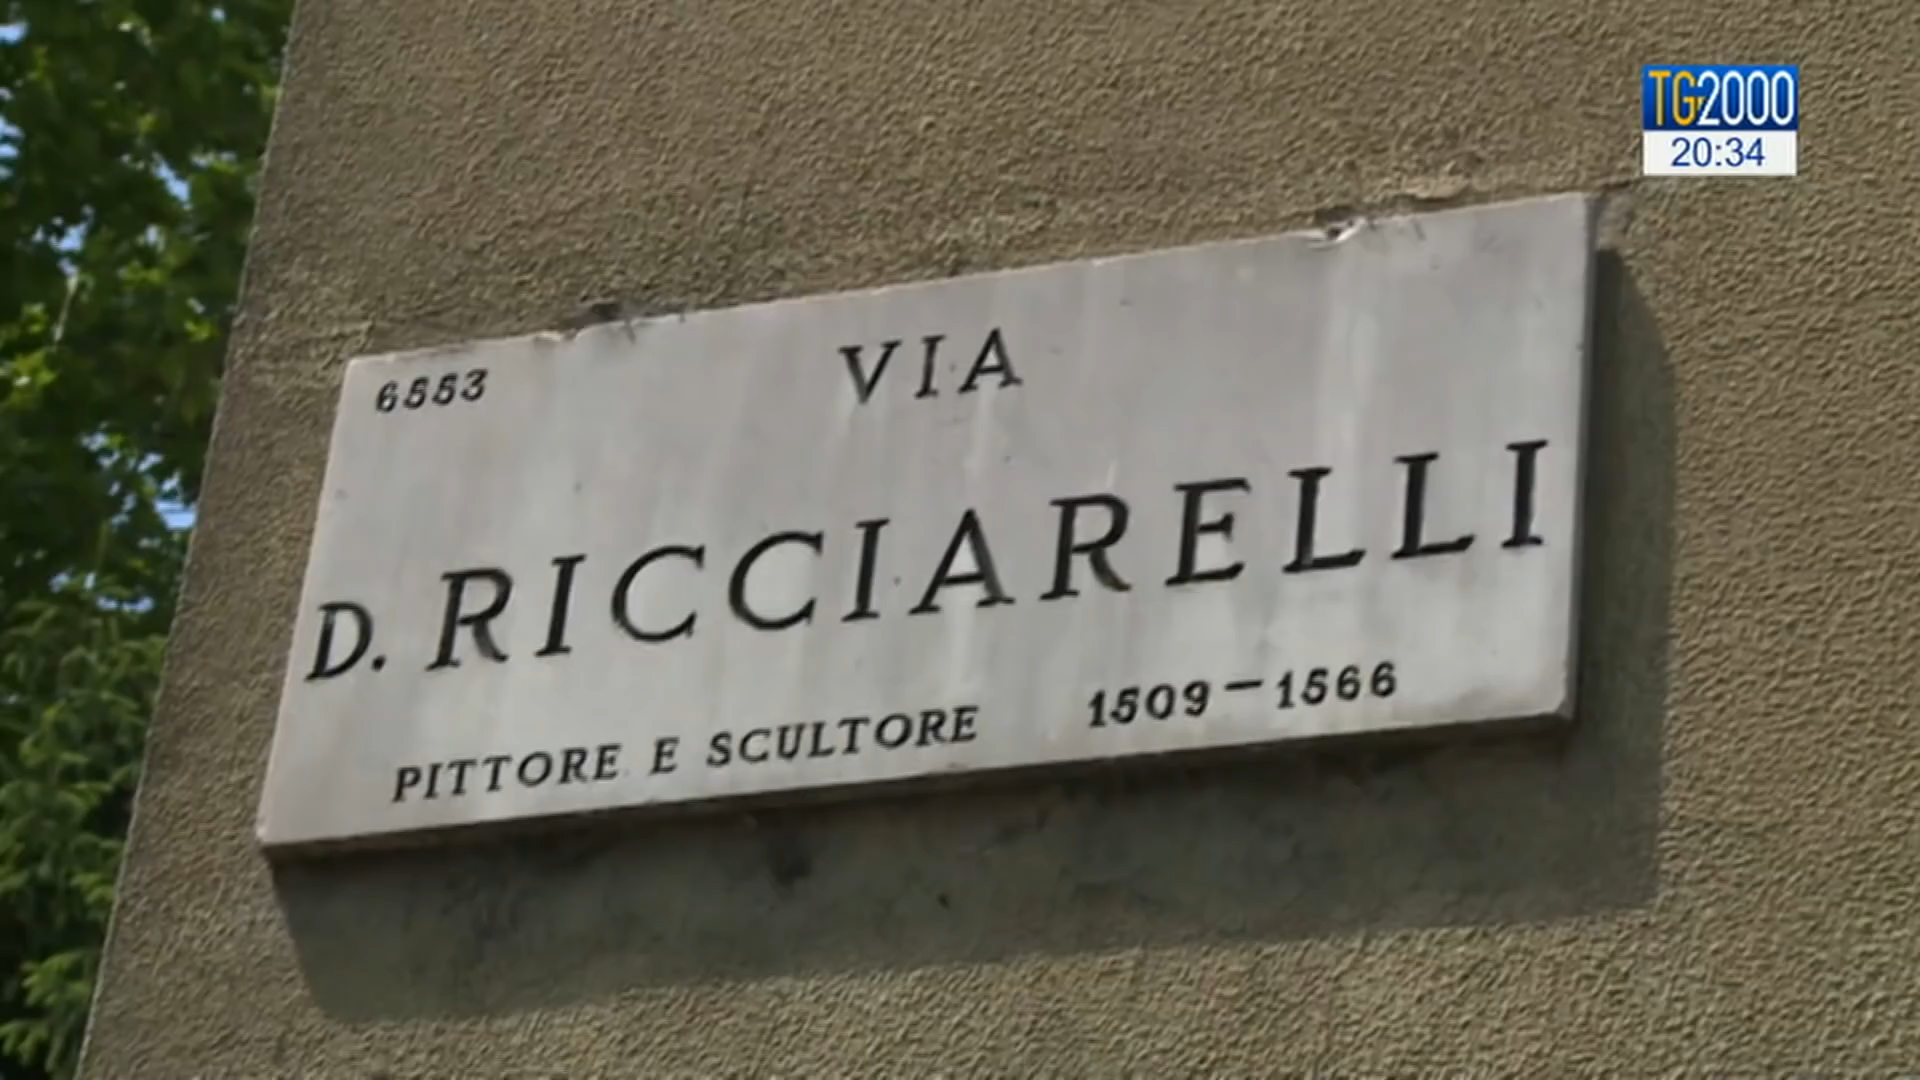 TG2000
20:34
6553
VIA
D. RICCIARELLI
PITTORE E SCULTORE 1509-1566